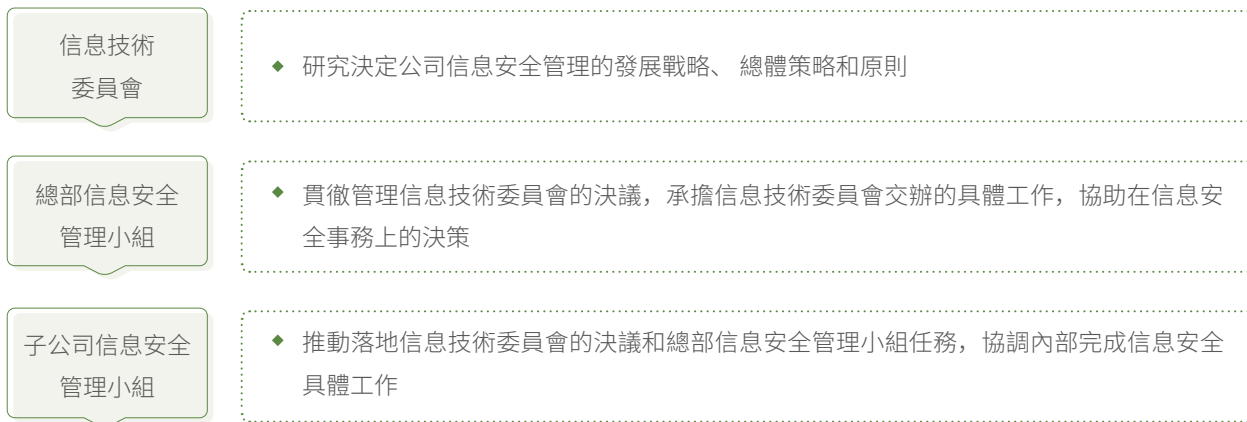 信息技術
委員會
◆ 研究決定公司信息安全管理的發展戰略、 總體策略和原則
總部信息安全
管理小組
◆ 貫徹管理信息技術委員會的決議，承擔信息技術委員會交辦的具體工作，協助在信息安
全事務上的決策
子公司信息安全
管理小組
◆ 推動落地信息技術委員會的決議和總部信息安全管理小組任務，協調內部完成信息安全
具體工作